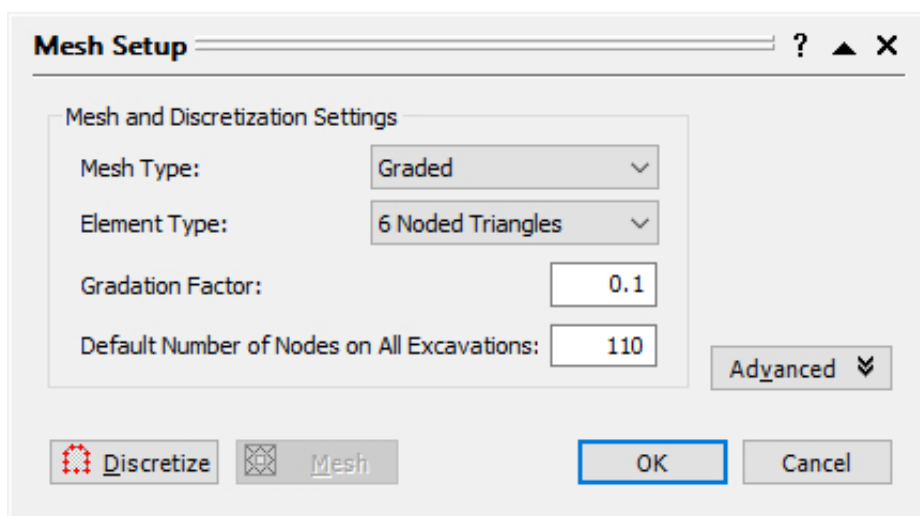 Mesh Setup ?
Mesh and Discretization Settings
Mesh Type: Graded
Element Type: 6 Noded Triangles
Gradation Factor: 0.1
Default Number of Nodes on All Excavations: 110
Advanced
Discretize Mesh OK Cancel